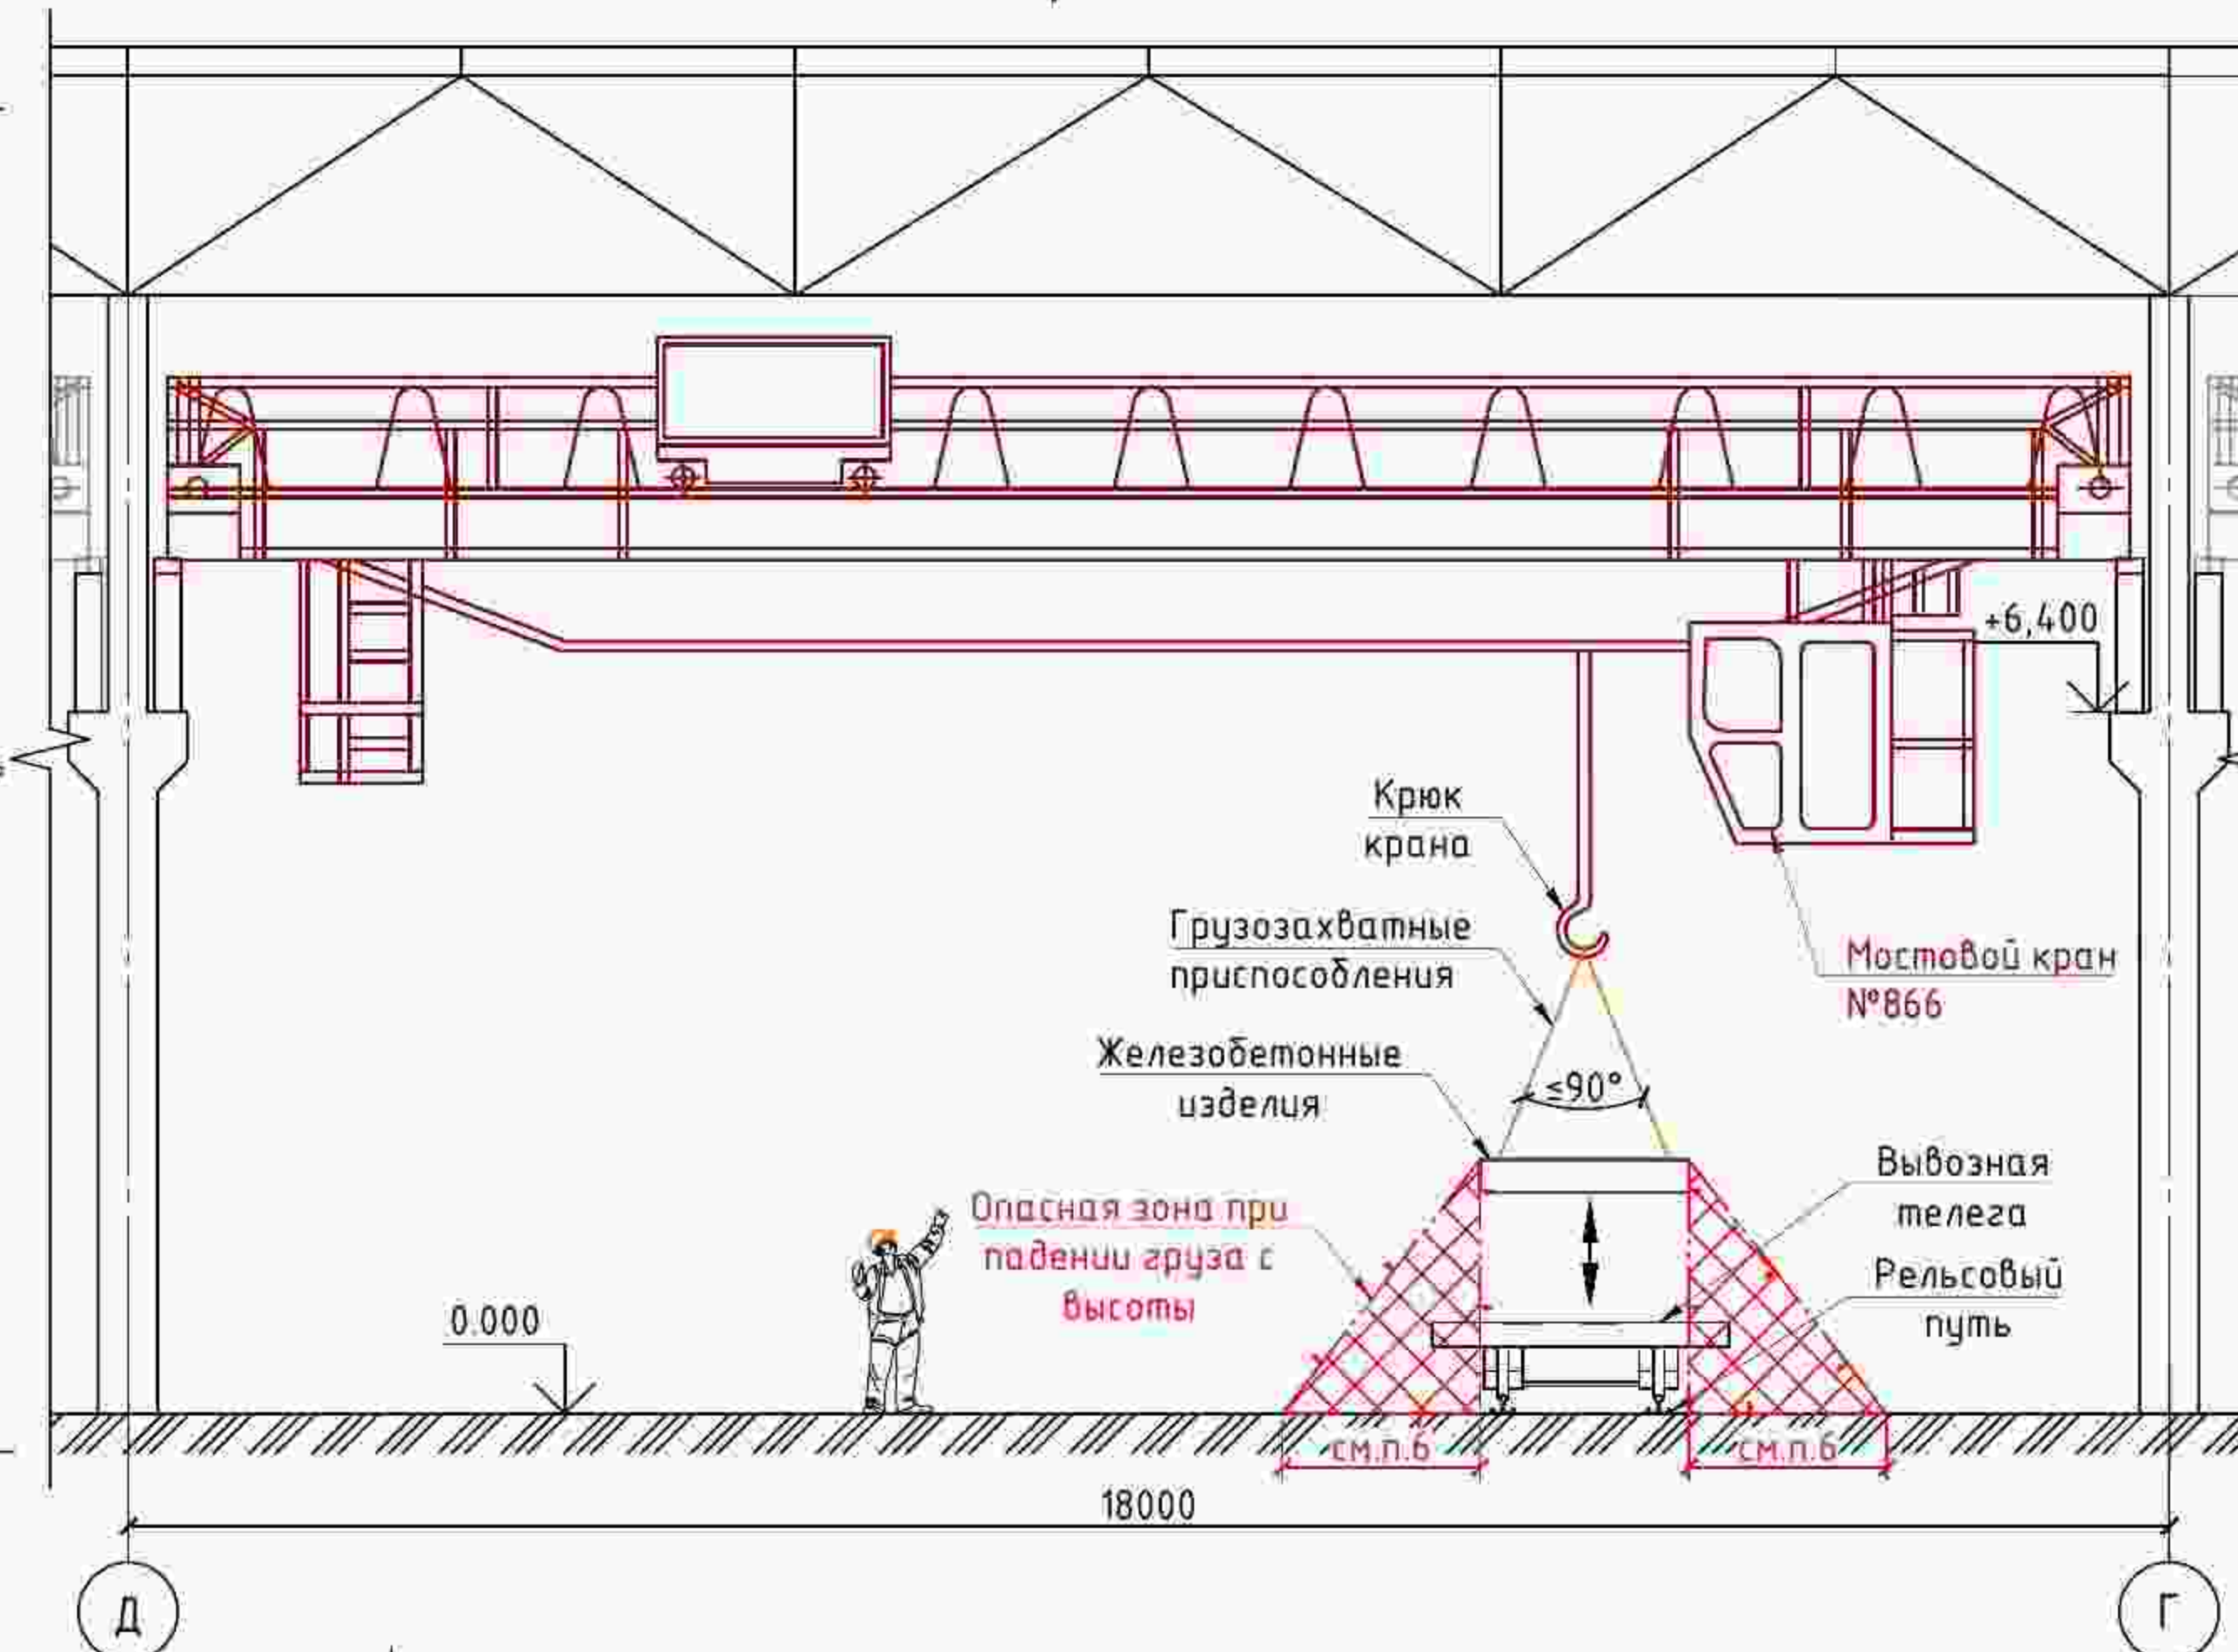 +6,400
Крюк
крана
Грузозахватные
приспособления
Мостовой кран
№866
Железобетонные
изделия
≤90°
Вывозная
телега
Опасная зона при
падении груза с
высоты
Рельсовый
путь
0.000
см.п.6
см.п.6
18000
Д
Г